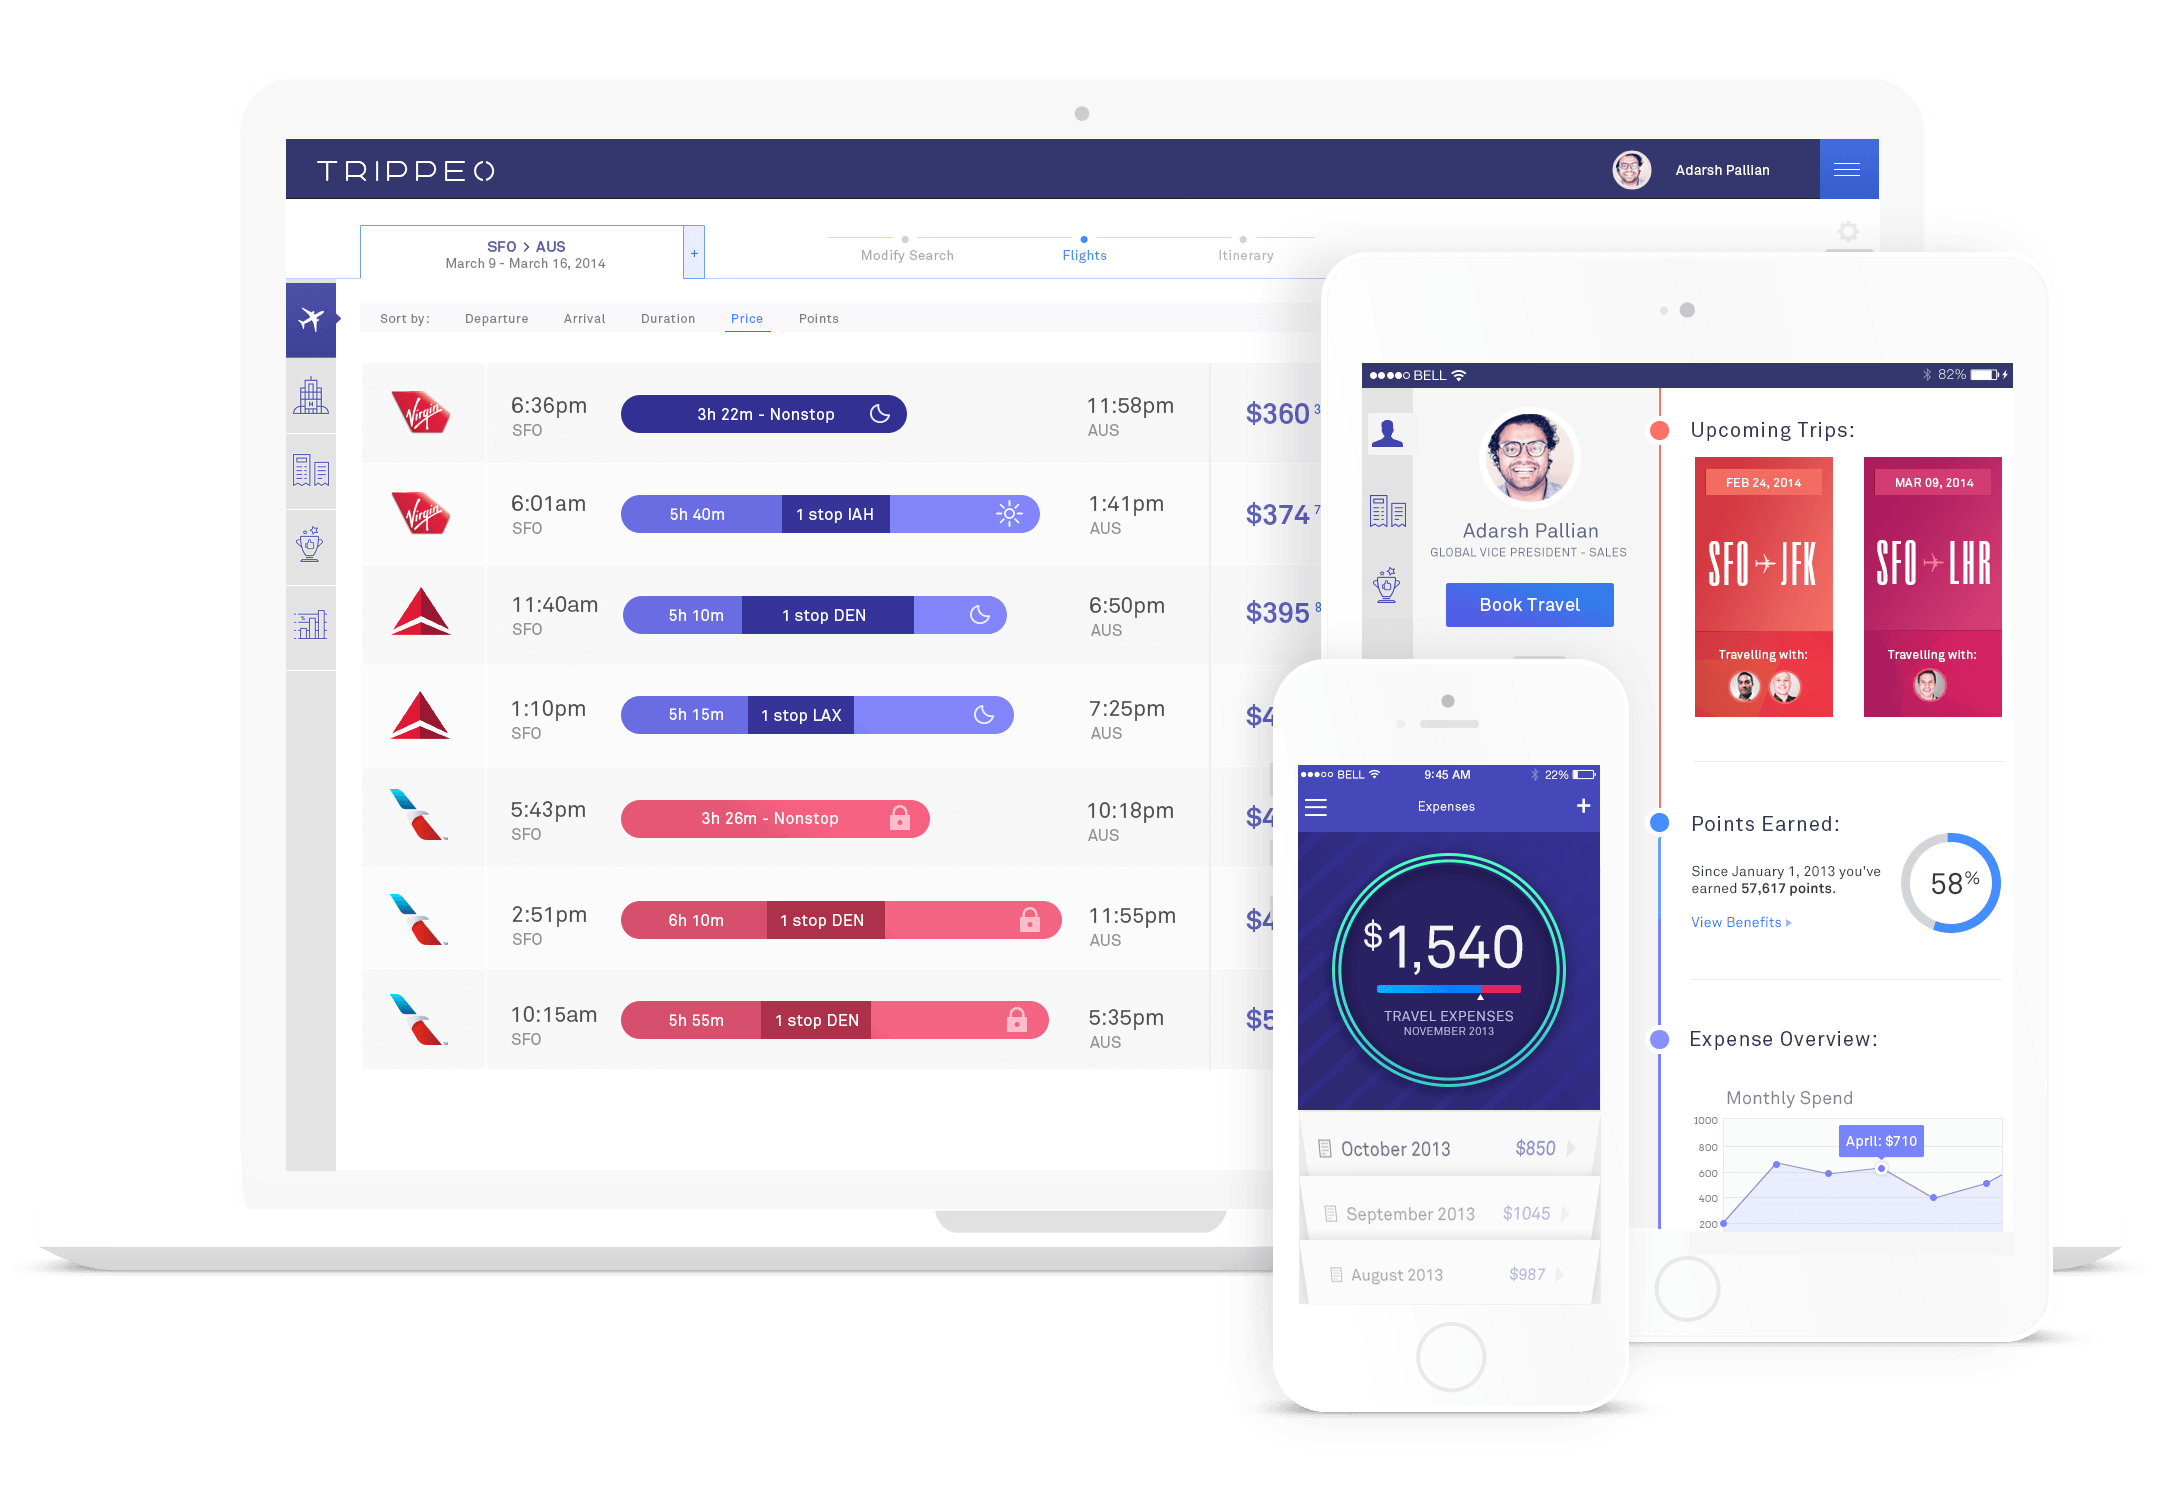 TRIPPEO
Adarsh Pallian
SFO > AUS
March 9 - March 16, 2014
+
Modify Search
Flights
Itinerary
Sort by:
Departure
Arrival
Duration
Price
Points
Virgin
6:36pm
SFO
3h 22m - Nonstop
11:58pm
AUS
$360 3
Virgin
6:01am
SFO
5h 40m
1 stop IAH
1:41pm
AUS
$374 7
11:40am
SFO
5h 10m
1 stop DEN
6:50pm
AUS
$395 8
1:10pm
SFO
5h 15m
1 stop LAX
7:25pm
AUS
$4
5:43pm
SFO
3h 26m - Nonstop
10:18pm
AUS
$4
2:51pm
SFO
6h 10m
1 stop DEN
11:55pm
AUS
$4
10:15am
SFO
5h 55m
1 stop DEN
5:35pm
AUS
$5
BELL
82%
Adarsh Pallian
GLOBAL VICE PRESIDENT - SALES
Book Travel
Upcoming Trips:
FEB 24, 2014
SFO JFK
Travelling with:
MAR 09, 2014
SFO LHR
Travelling with:
Points Earned:
Since January 1, 2013 you've
earned 57,617 points.
View Benefits
58%
Expense Overview:
Monthly Spend
1000
800
600
400
200
April: $710
BELL
9:45 AM
22%
Expenses
+
$1,540
TRAVEL EXPENSES
NOVEMBER 2013
October 2013
$850
September 2013
$1045
August 2013
$987